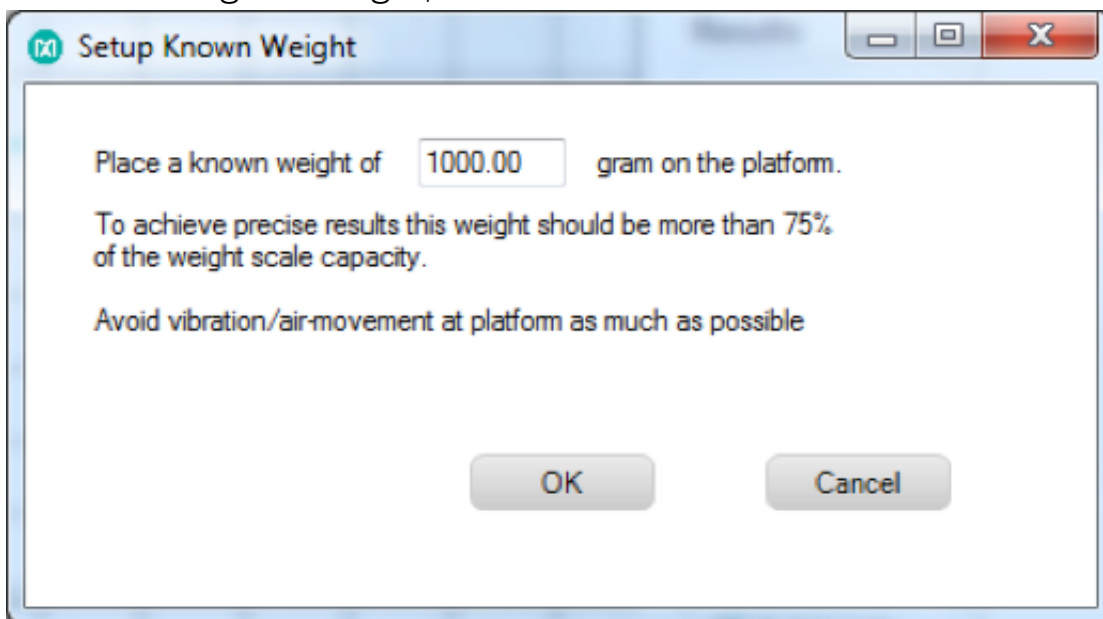 Setup Known Weight
Place a known weight of 1000.00 gram on the platform.
To achieve precise results this weight should be more than 75%
of the weight scale capacity.
Avoid vibration/air-movement at platform as much as possible
OK Cancel